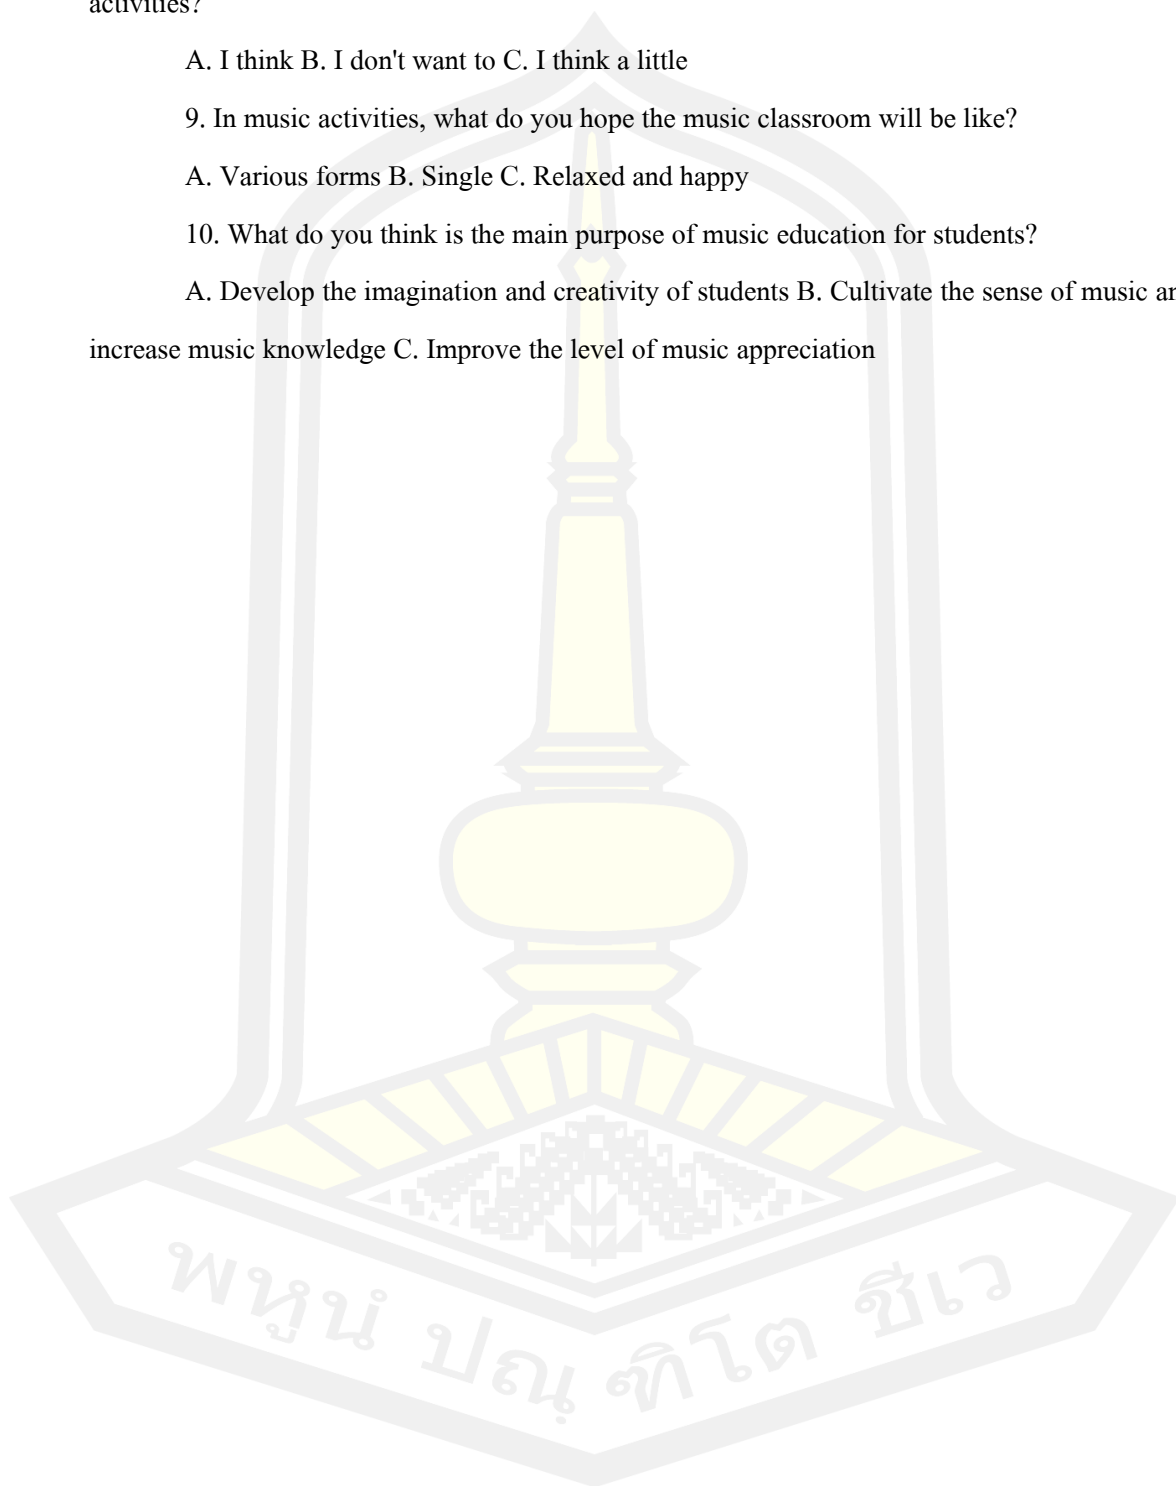 activities?
A. I think B. I don't want to C. I think a little
9. In music activities, what do you hope the music classroom will be like?
A. Various forms B. Single C. Relaxed and happy
10. What do you think is the main purpose of music education for students?
A. Develop the imagination and creativity of students B. Cultivate the sense of music
increase music knowledge C. Improve the level of music appreciation
พหูนํ ปณฺฑิโต ชีเว